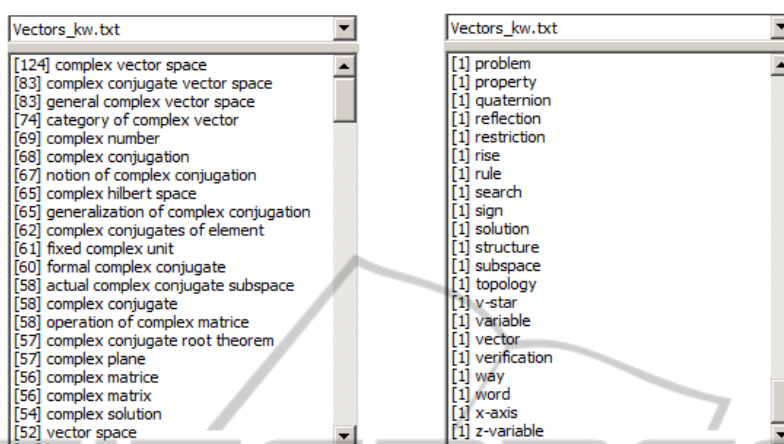 Vectors_kw.txt
[124] complex vector space
[83] complex conjugate vector space
[83] general complex vector space
[74] category of complex vector
[69] complex number
[68] complex conjugation
[67] notion of complex conjugation
[65] complex hilbert space
[65] generalization of complex conjugation
[62] complex conjugates of element
[61] fixed complex unit
[60] formal complex conjugate
[58] actual complex conjugate subspace
[58] complex conjugate
[58] operation of complex matrice
[57] complex conjugate root theorem
[57] complex plane
[56] complex matrice
[56] complex matrix
[54] complex solution
[52] vector space
Vectors_kw.txt
[1] problem
[1] property
[1] quaternion
[1] reflection
[1] restriction
[1] rise
[1] rule
[1] search
[1] sign
[1] solution
[1] structure
[1] subspace
[1] topology
[1] v-star
[1] variable
[1] vector
[1] verification
[1] way
[1] word
[1] x-axis
[1] z-variable